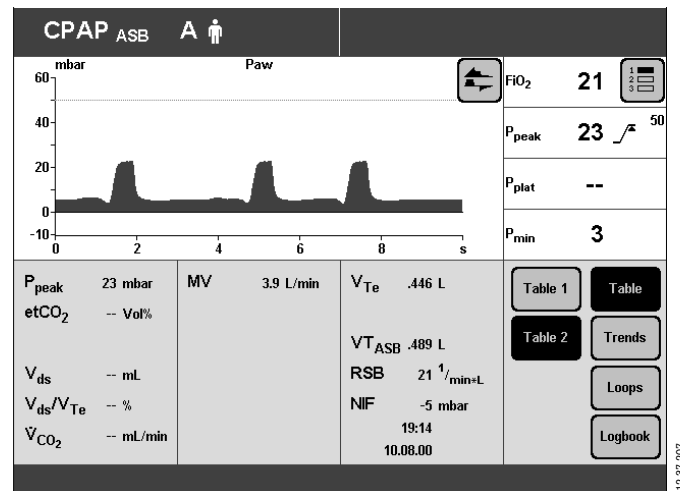 CPAP ASB A
mbar Paw
60
40
20
0
-10
0 2 4 6 8 s
FiO2 21 1 2 3
Ppeak 23 50
Pplat --
Pmin 3
Ppeak 23 mbar
etCO2 -- Vol%
Vds -- mL
Vds/VTe -- %
V̇CO2 -- mL/min
MV 3.9 L/min
VTe .446 L
VTASB .489 L
RSB 21 1/min*L
NIF -5 mbar
19:14
10.08.00
Table 1 Table
Table 2 Trends
Loops
Logbook